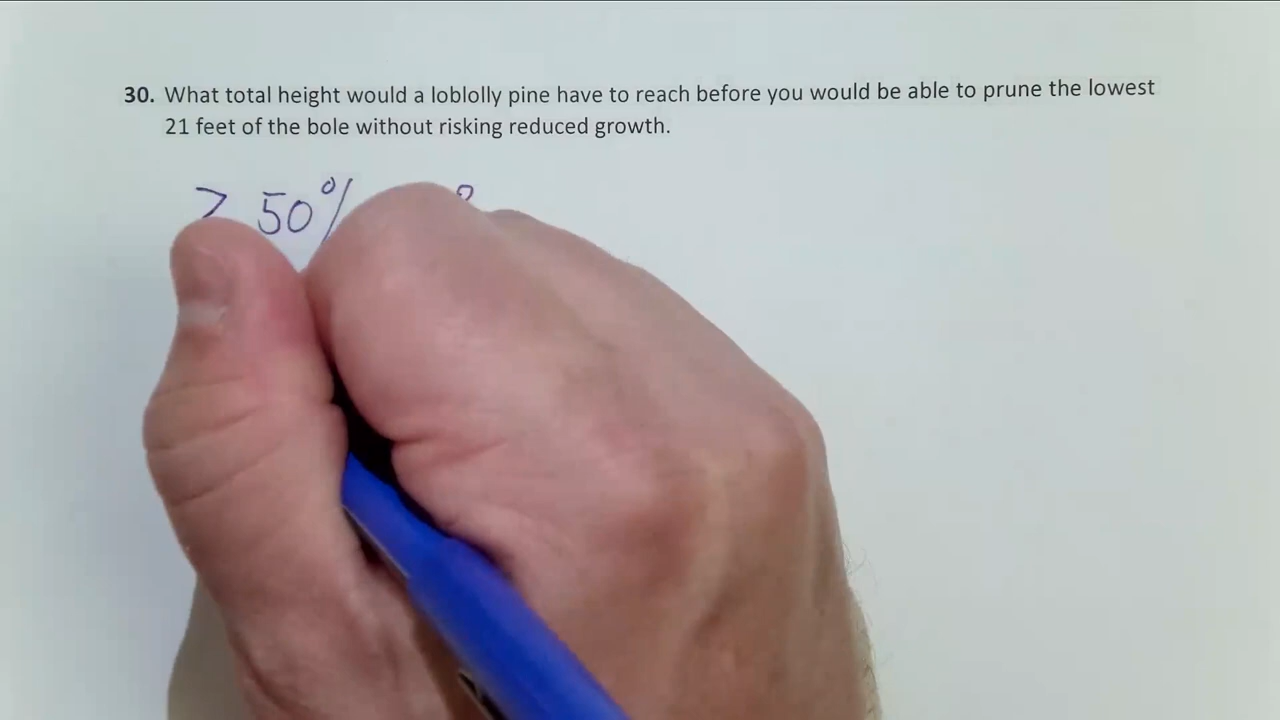 30. What total height would a loblolly pine have to reach before you would be able to prune the lowest
21 feet of the bole without risking reduced growth.
50%